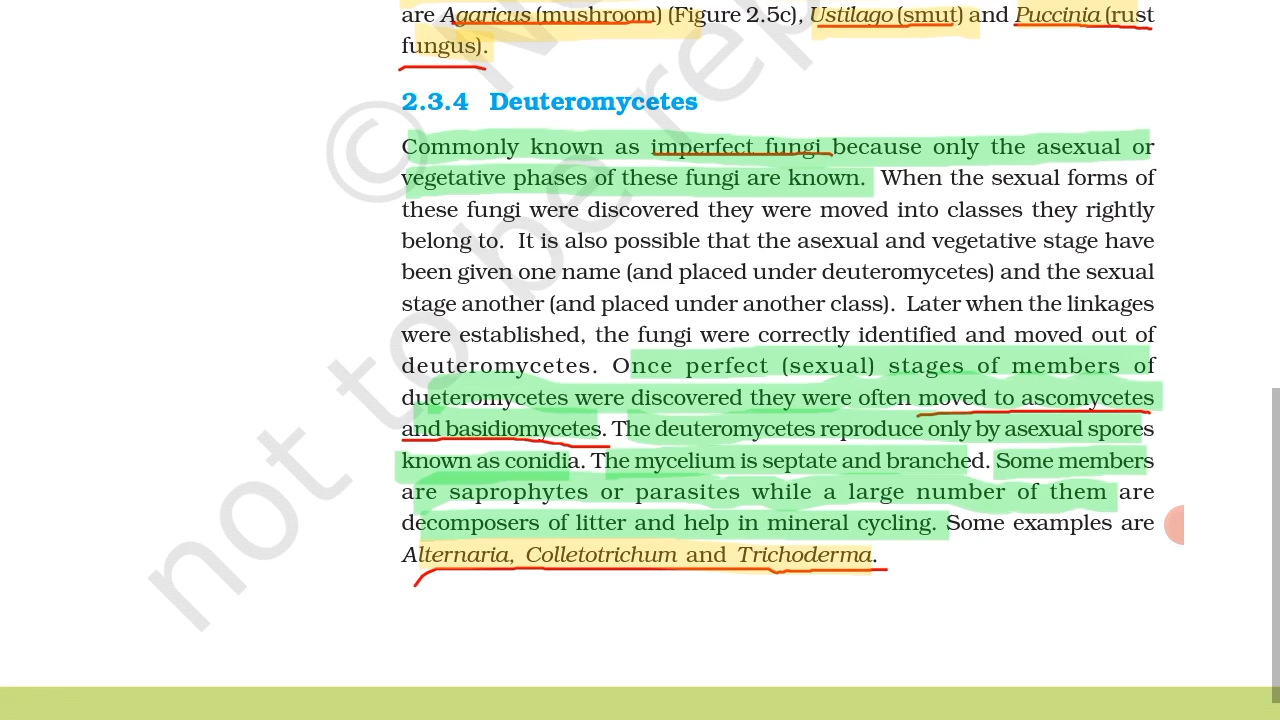 are Agaricus (mushroom) (Figure 2.5c), Ustilago (smut) and Puccinia (rust
fungus).
2.3.4 Deuteromycetes
Commonly known as imperfect fungi because only the asexual or
vegetative phases of these fungi are known. When the sexual forms of
these fungi were discovered they were moved into classes they rightly
belong to. It is also possible that the asexual and vegetative stage have
been given one name (and placed under deuteromycetes) and the sexual
stage another (and placed under another class). Later when the linkages
were established, the fungi were correctly identified and moved out of
deuteromycetes. Once perfect (sexual) stages of members of
dueteromycetes were discovered they were often moved to ascomycetes
and basidiomycetes. The deuteromycetes reproduce only by asexual spores
known as conidia. The mycelium is septate and branched. Some members
are saprophytes or parasites while a large number of them are
decomposers of litter and help in mineral cycling. Some examples are
Alternaria, Colletotrichum and Trichoderma.
© N
not to be rep